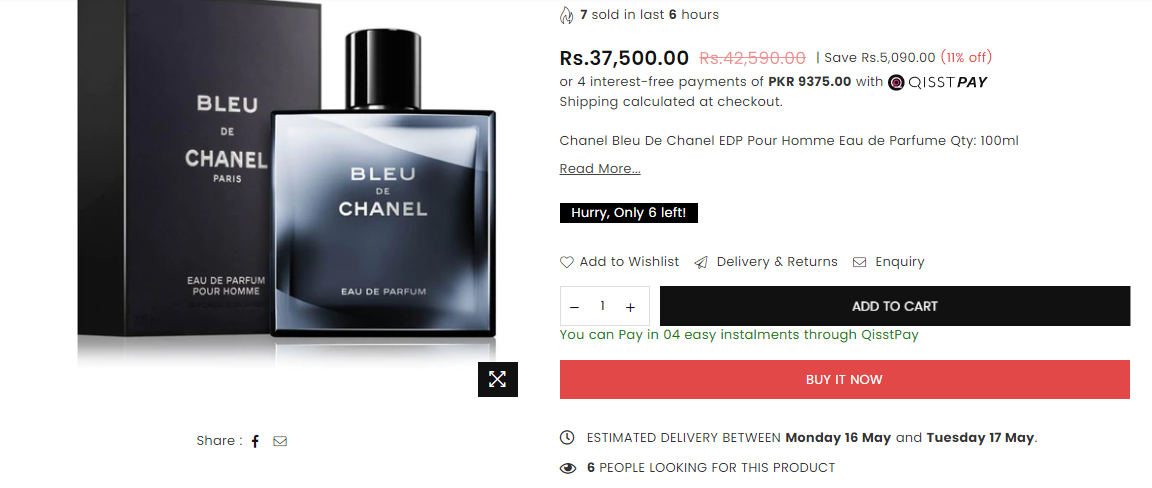 BLEU
DE
CHANEL
PARIS
EAU DE PARFUM
POUR HOMME
BLEU
DE
CHANEL
EAU DE PARFUM
Share :
7 sold in last 6 hours
Rs.37,500.00 Rs.42,590.00 | Save Rs.5,090.00 (11% off)
or 4 interest-free payments of PKR 9375.00 with QISSTPAY
Shipping calculated at checkout.
Chanel Bleu De Chanel EDP Pour Homme Eau de Parfume Qty: 100ml
Read More...
Hurry, Only 6 left!
Add to Wishlist Delivery & Returns Enquiry
− 1 + ADD TO CART
You can Pay in 04 easy instalments through QisstPay
BUY IT NOW
ESTIMATED DELIVERY BETWEEN Monday 16 May and Tuesday 17 May.
6 PEOPLE LOOKING FOR THIS PRODUCT